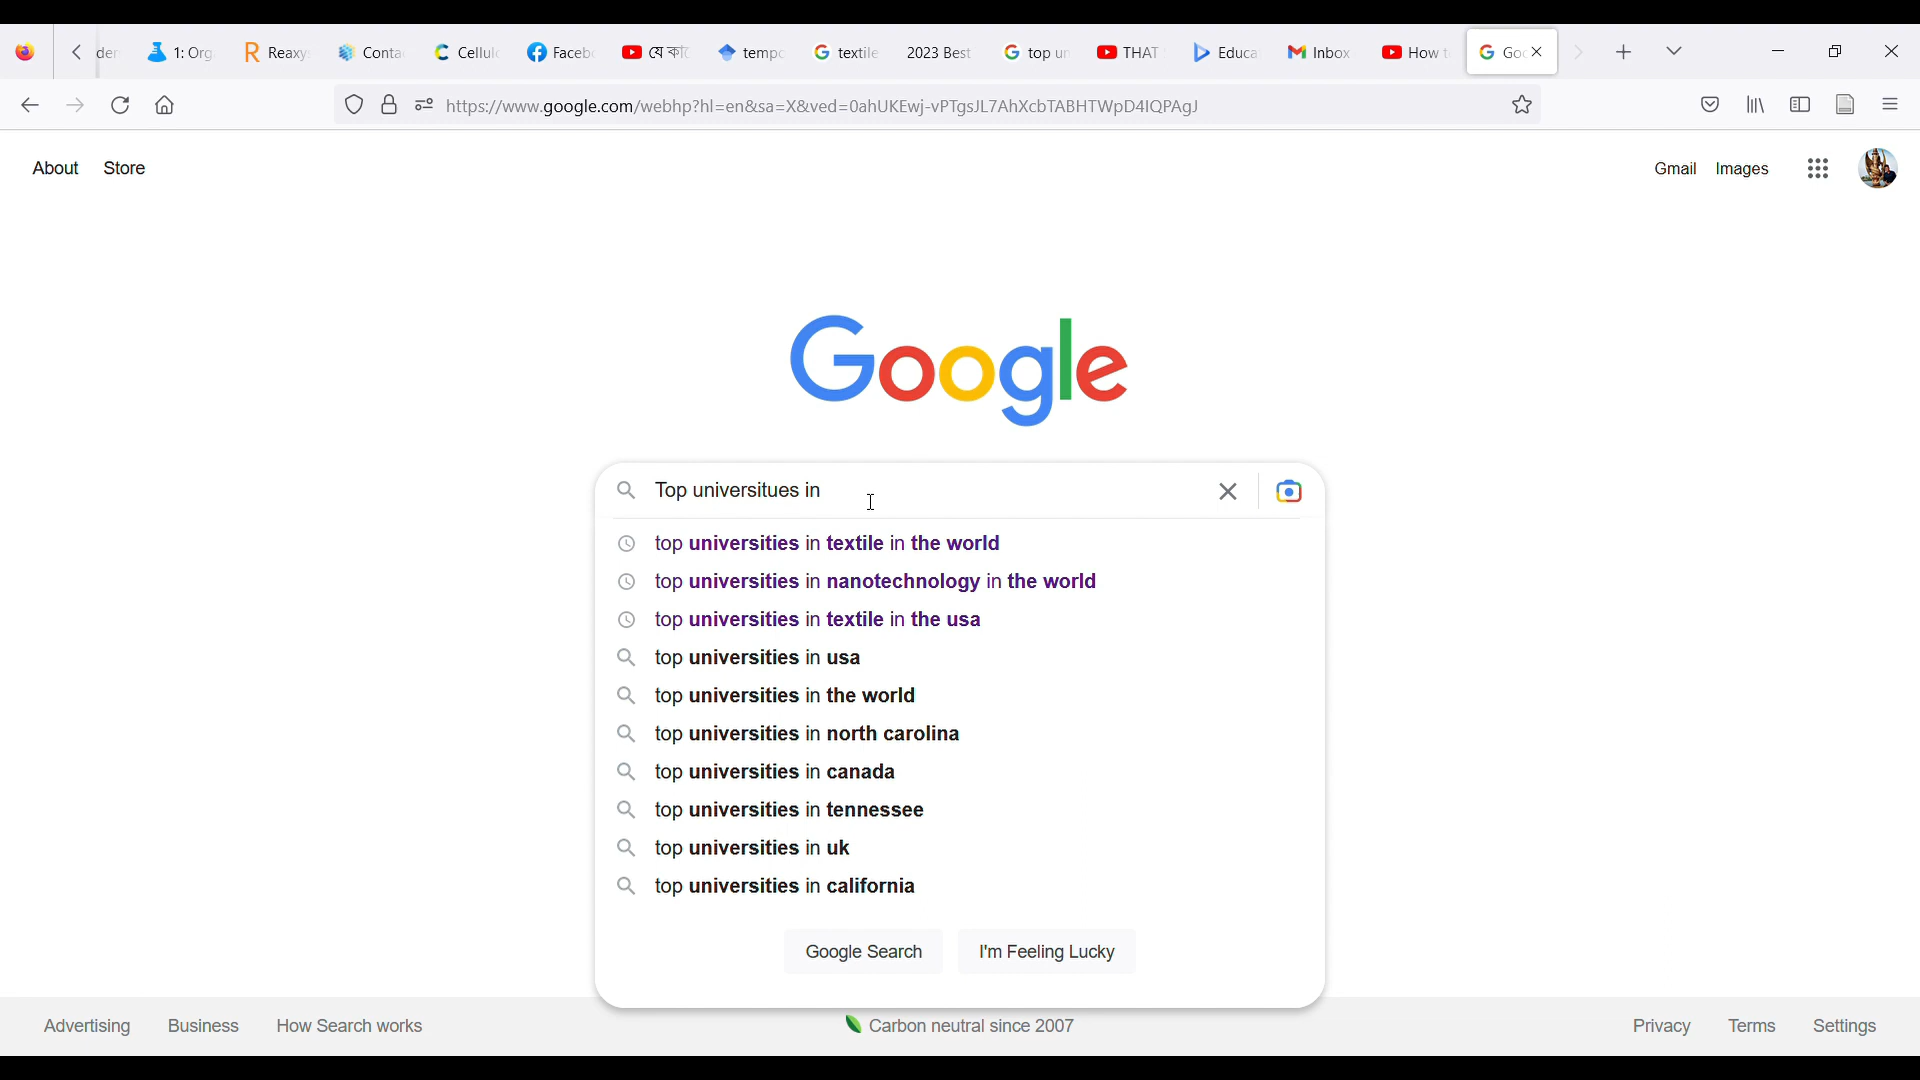 der 1: Org Reaxy Conta Cellul Faceb যে tempo textile 2023 Best top un THAT Educa Inbox How t Goo
https://www.google.com/webhp?hl=en&sa=X&ved=0ahUKEwj-vPTgsJL7AhXcbTABHTWpD4IQPAgJ
About Store Gmail Images
Google
Top universitues in
top universities in textile in the world
top universities in nanotechnology in the world
top universities in textile in the usa
top universities in usa
top universities in the world
top universities in north carolina
top universities in canada
top universities in tennessee
top universities in uk
top universities in california
Google Search I'm Feeling Lucky
Advertising Business How Search works Carbon neutral since 2007 Privacy Terms Settings